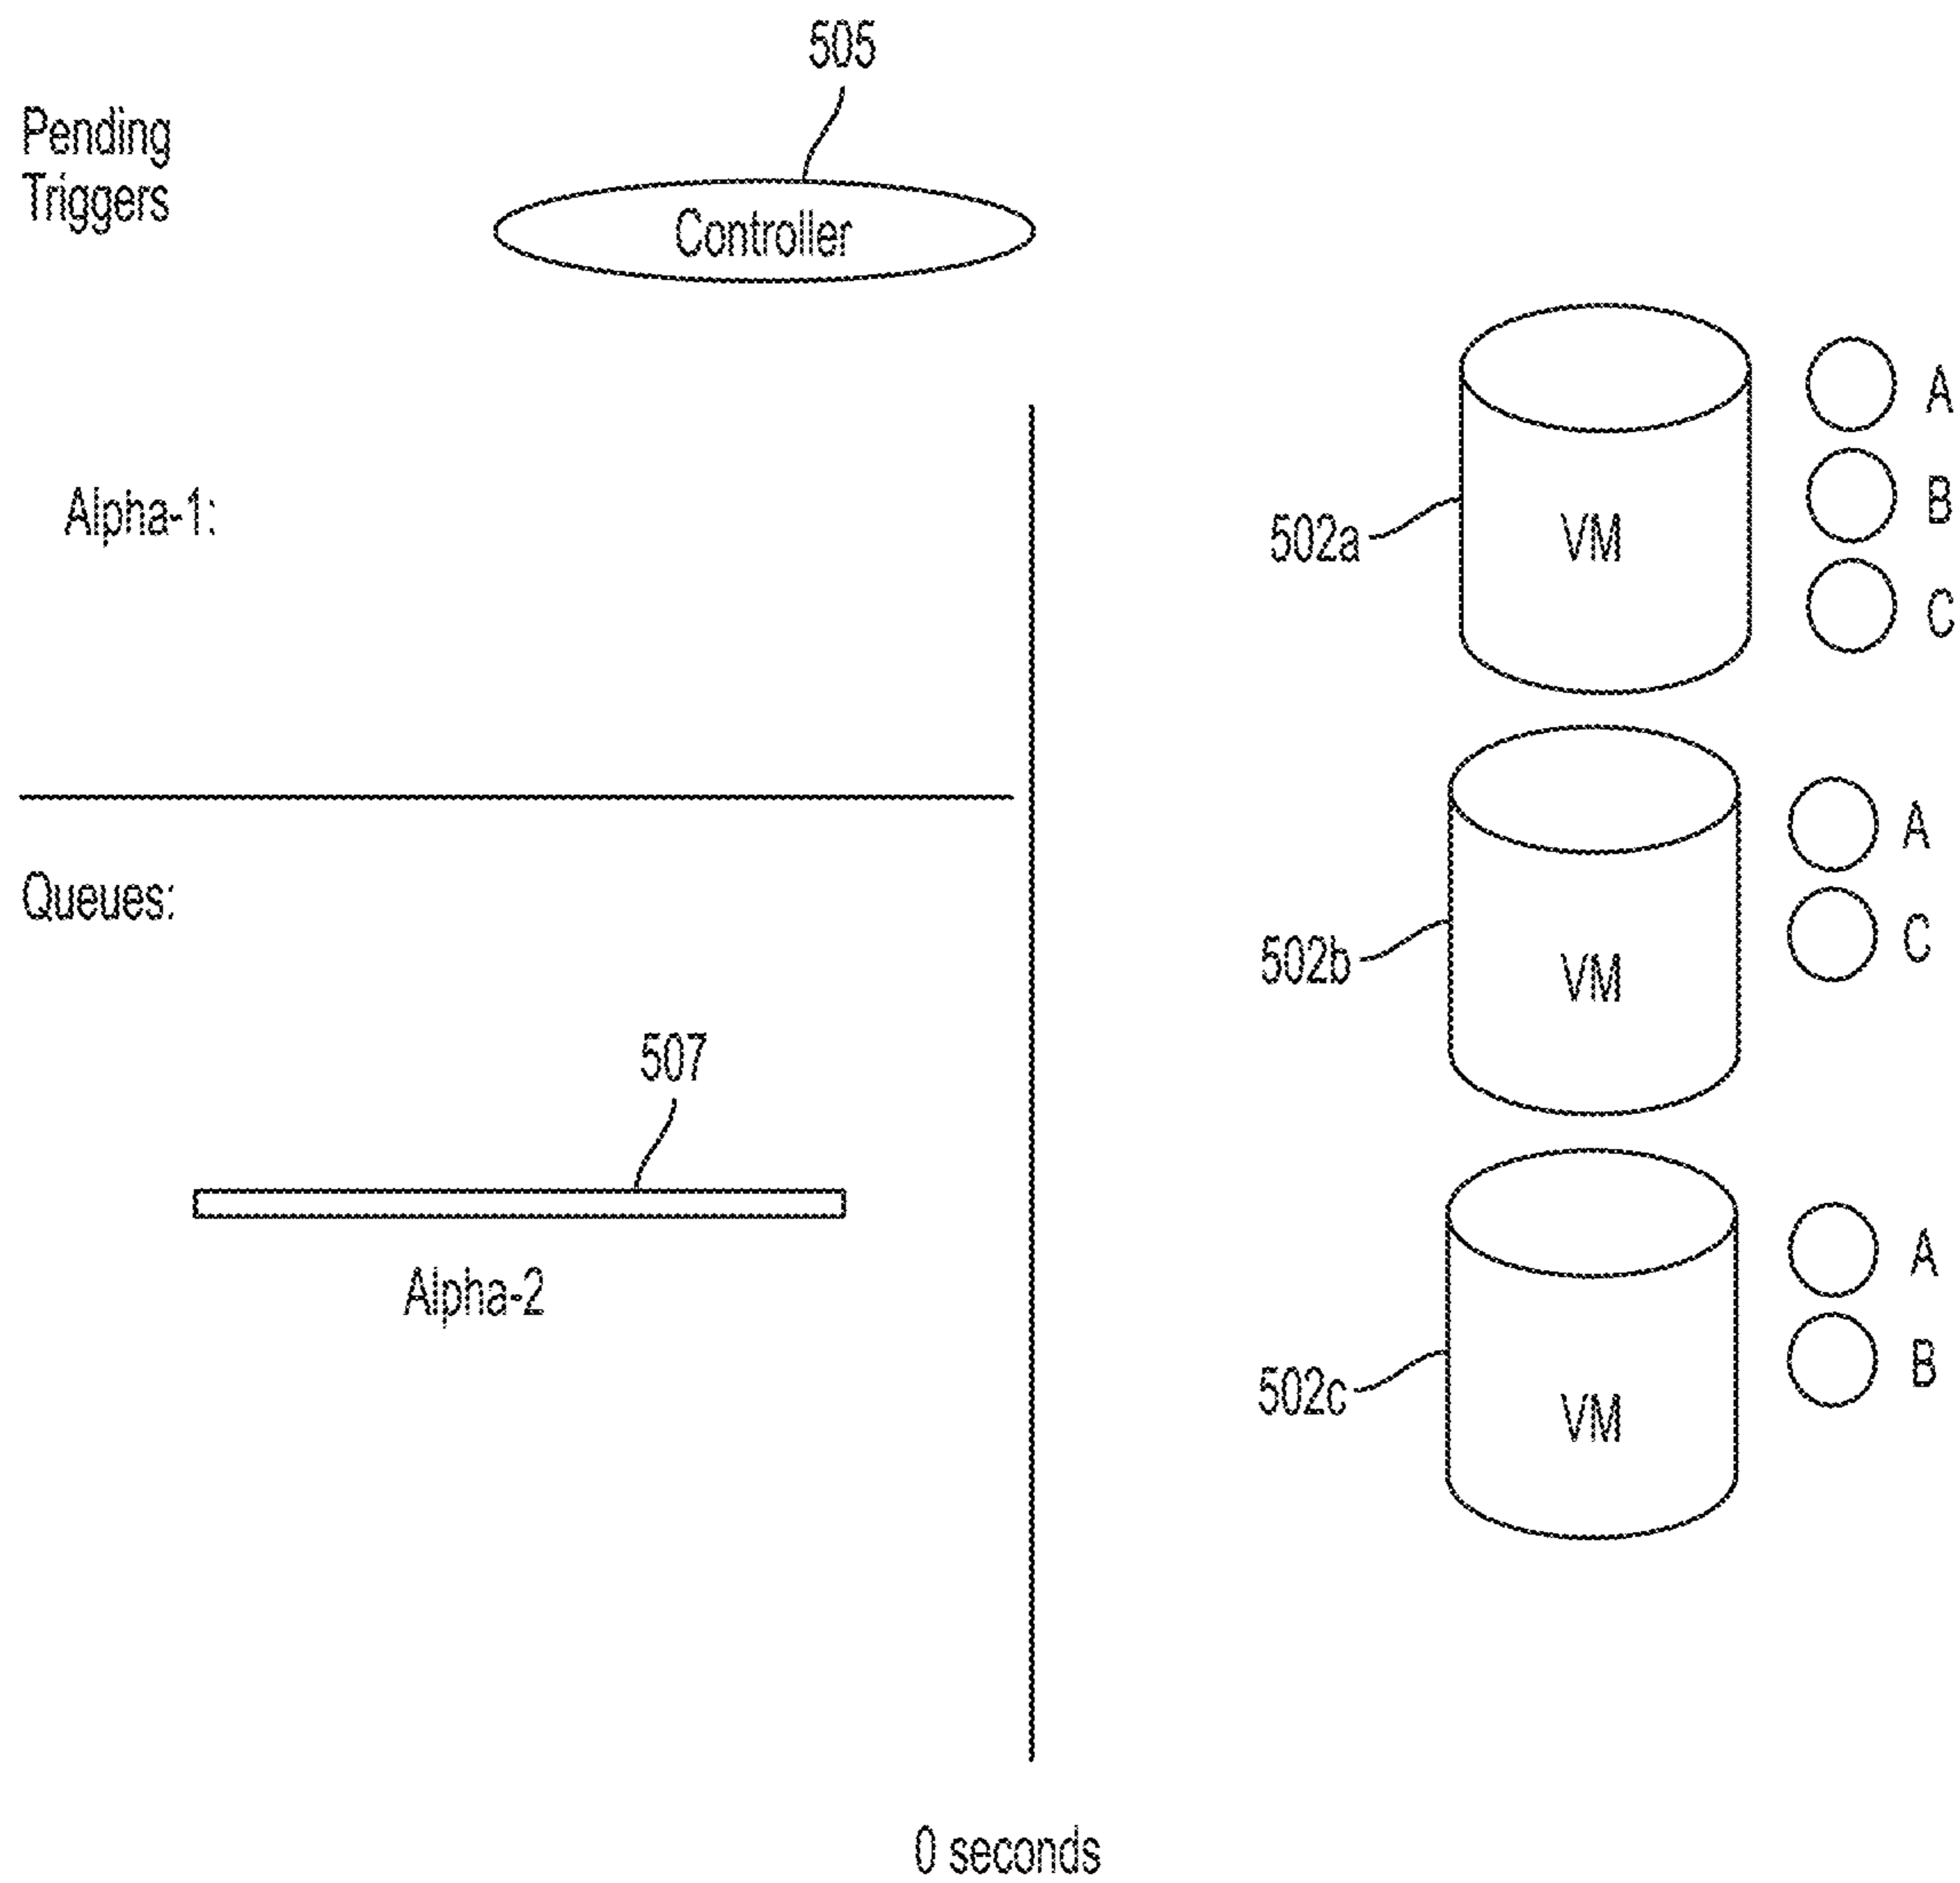 505
Pending
Triggers
Controller
Alpha-1:
502a
VM
A
B
C
Queues:
502b
VM
A
C
507
Alpha-2
502c
VM
A
B
0 seconds